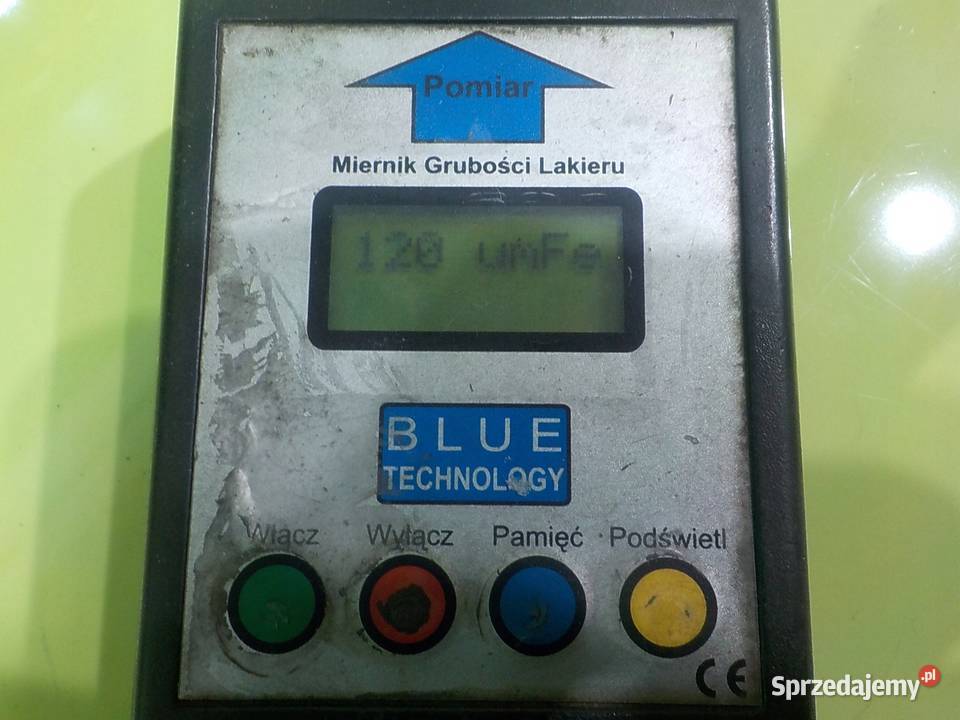 Pomiar
Miernik Grubości Lakieru
120 umFe
BLUE
TECHNOLOGY
Włącz Wyłącz Pamięć Podświetl
CE
Sprzedajemy.pl